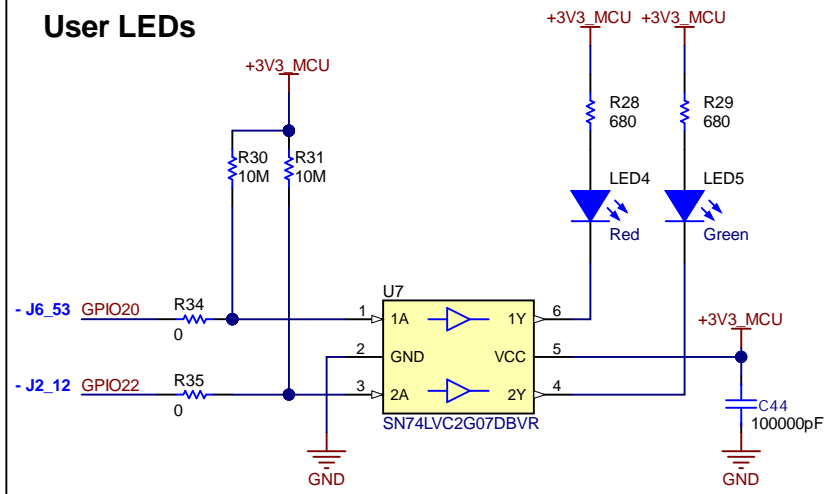 User LEDs
+3V3_MCU +3V3_MCU
+3V3_MCU
R28
680
R29
680
R30
10M
R31
10M
LED4
Red
LED5
Green
U7
- J6_53 GPIO20
R34
0
1 1A 1Y 6
+3V3_MCU
2 GND VCC 5
- J2_12 GPIO22
R35
0
3 2A 2Y 4
SN74LVC2G07DBVR
C44
100000pF
GND
GND